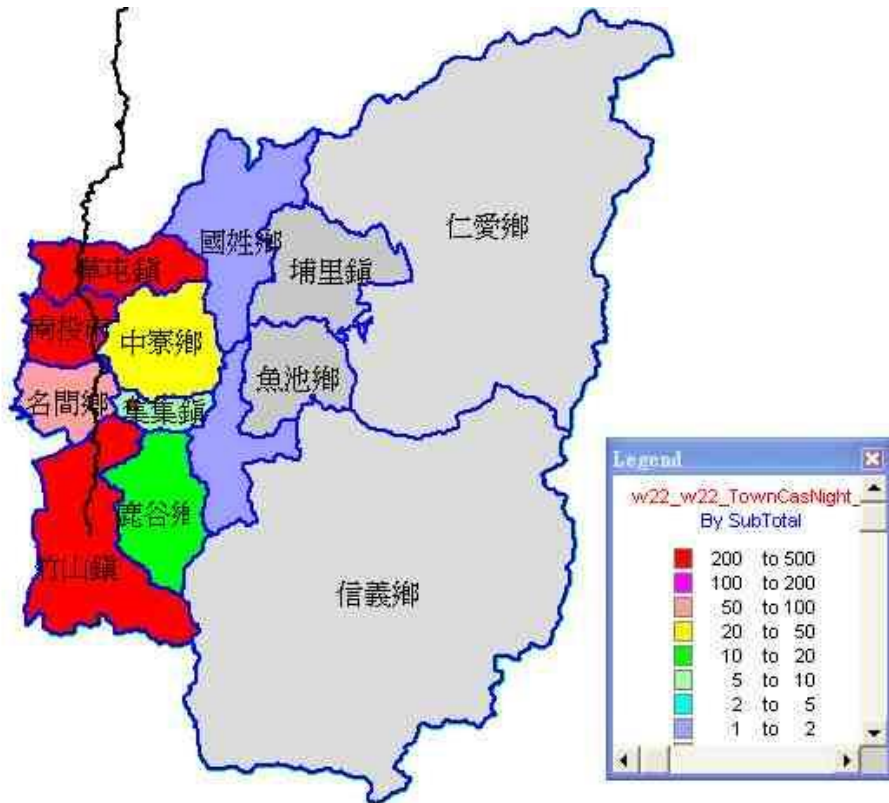 仁愛鄉
國姓鄉
埔里鎮
草屯鎮
南投市
中寮鄉
魚池鄉
名間鄉
集集鎮
鹿谷鄉
竹山鎮
信義鄉
Legend
w22_w22_TownCasNight_
By SubTotal
200 to 500
100 to 200
50 to 100
20 to 50
10 to 20
5 to 10
2 to 5
1 to 2